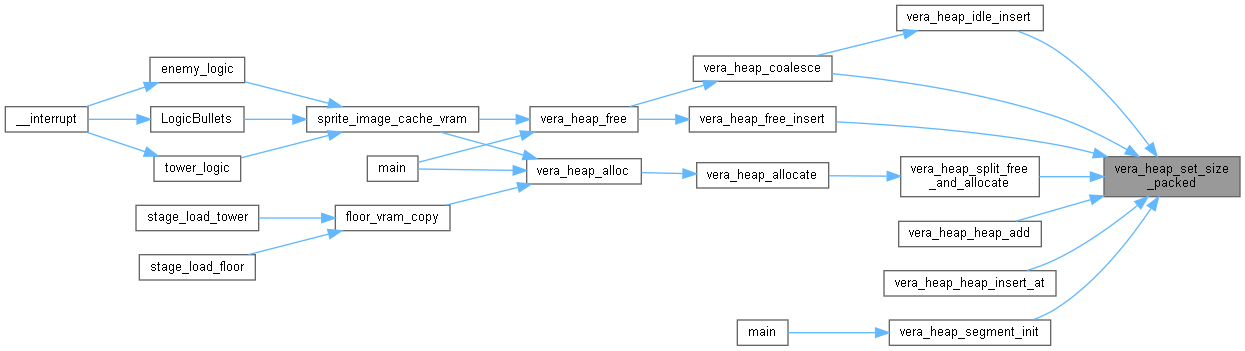 vera_heap_idle_insert
enemy_logic
vera_heap_coalesce
__interrupt
LogicBullets
sprite_image_cache_vram
vera_heap_free
vera_heap_free_insert
tower_logic
main
vera_heap_alloc
vera_heap_allocate
vera_heap_split_free
_and_allocate
vera_heap_set_size
_packed
stage_load_tower
floor_vram_copy
vera_heap_heap_add
stage_load_floor
vera_heap_heap_insert_at
main
vera_heap_segment_init